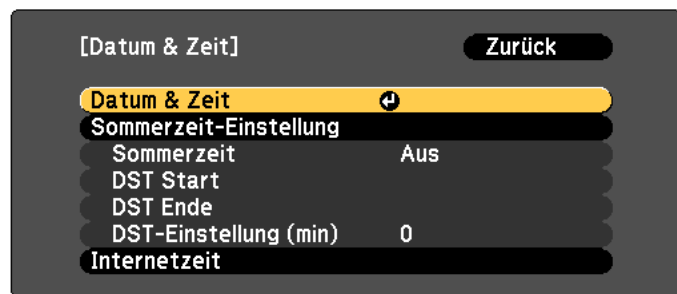 [Datum & Zeit] Zurück
Datum & Zeit
Sommerzeit-Einstellung
Sommerzeit Aus
DST Start
DST Ende
DST-Einstellung (min) 0
Internetzeit